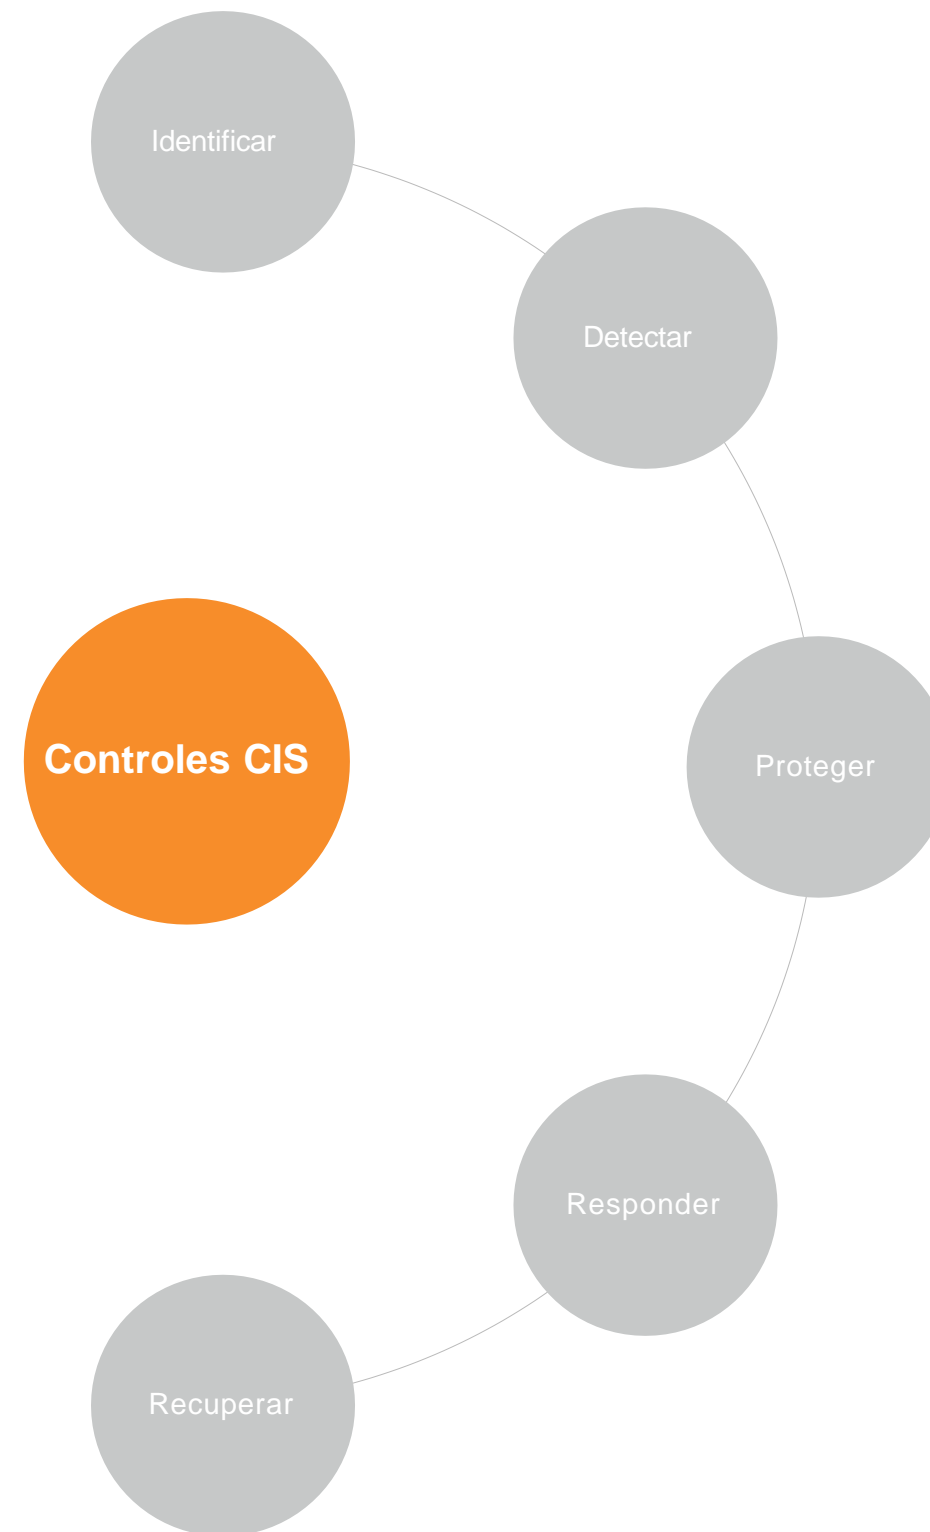 Identificar
Detectar
Controles CIS
Proteger
Responder
Recuperar